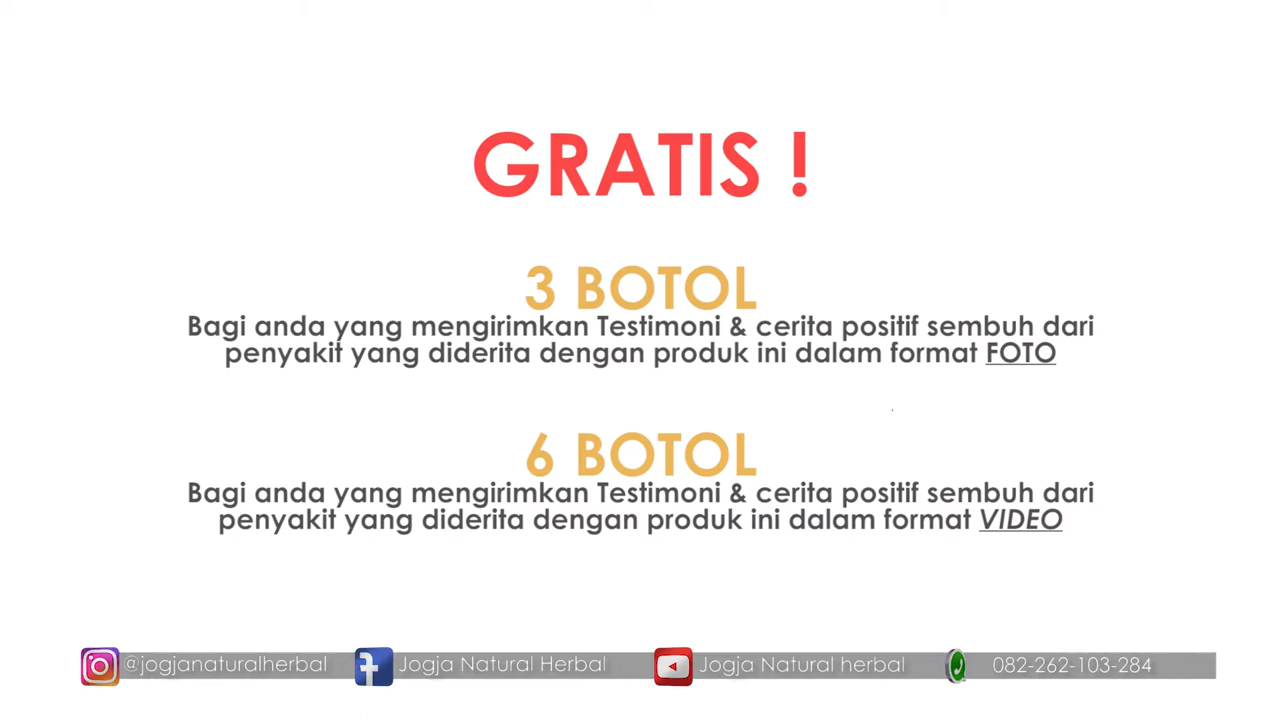 GRATIS !
3 BOTOL
Bagi anda yang mengirimkan Testimoni & cerita positif sembuh dari
penyakit yang diderita dengan produk ini dalam format FOTO
6 BOTOL
Bagi anda yang mengirimkan Testimoni & cerita positif sembuh dari
penyakit yang diderita dengan produk ini dalam format VIDEO
@jogjanaturalherbal Jogja Natural Herbal Jogja Natural herbal 082-262-103-284